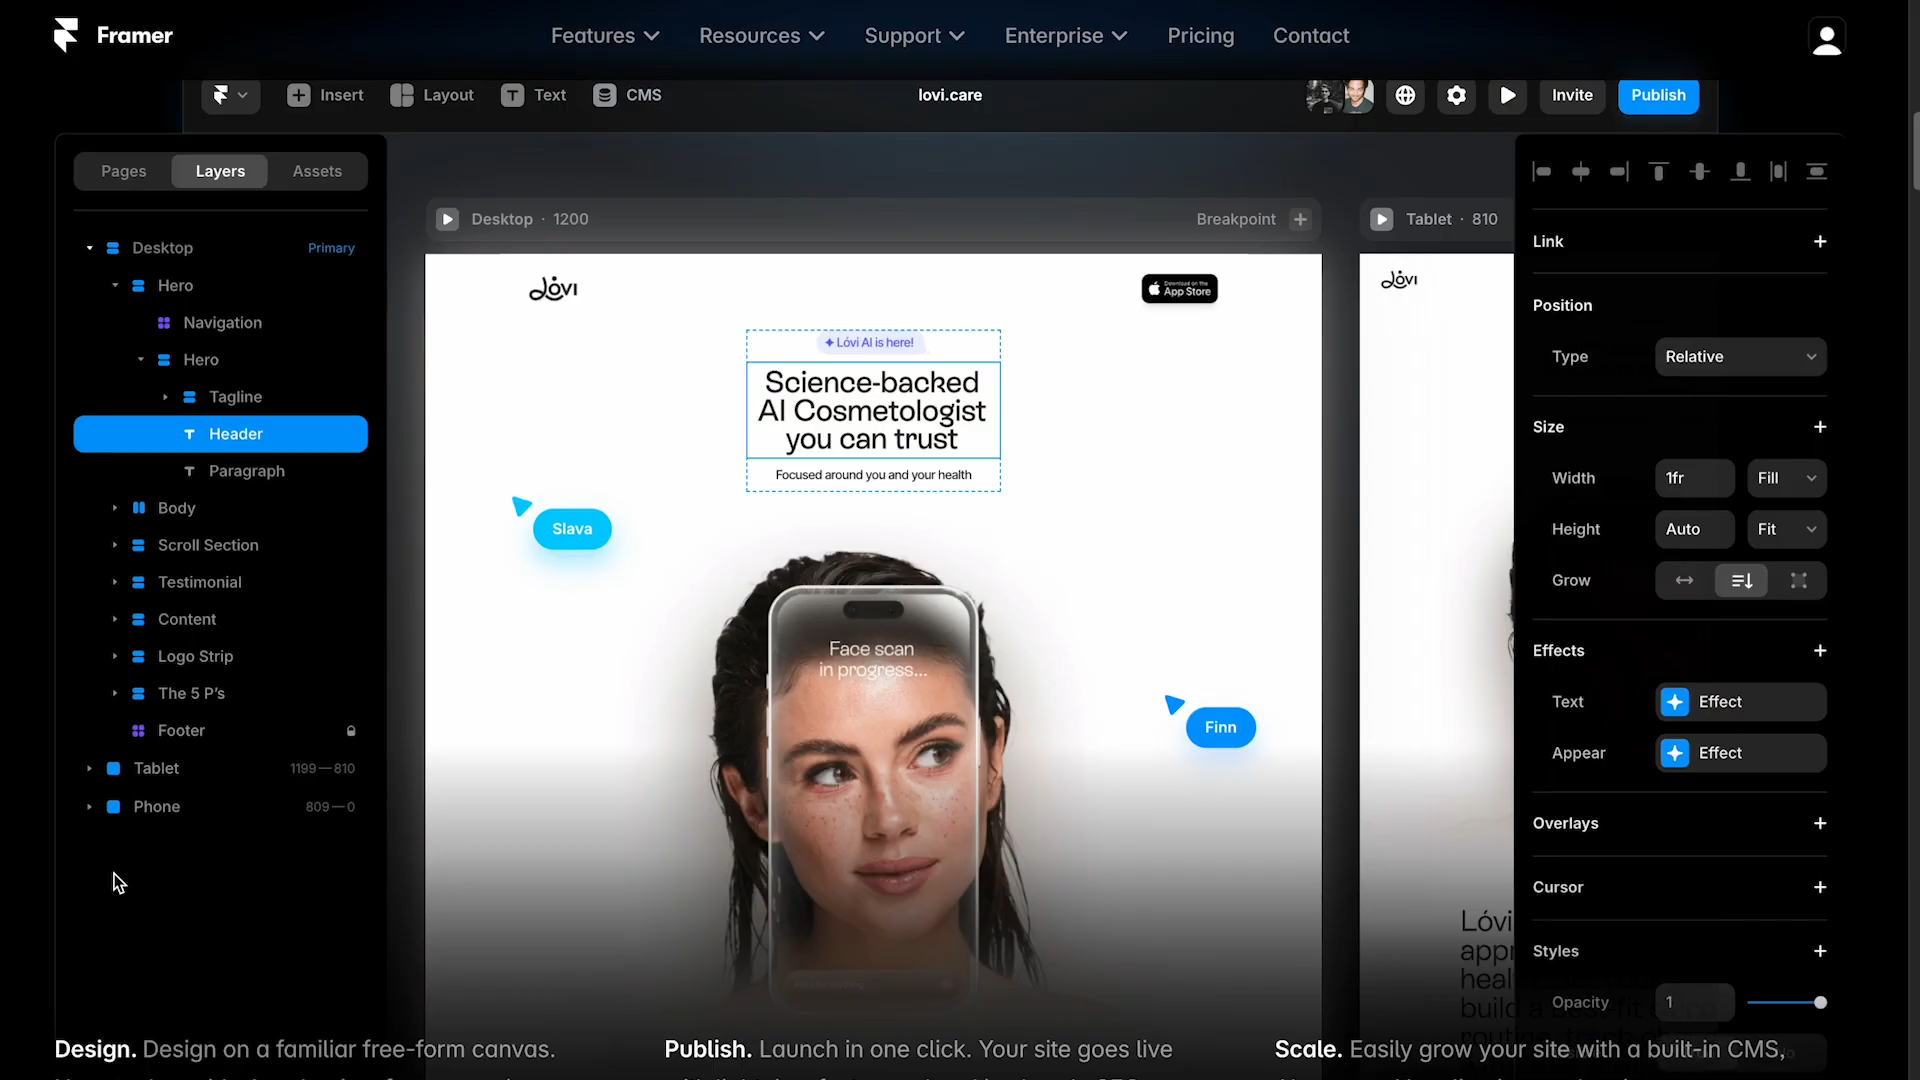 Framer
Features
Resources
Support
Enterprise
Pricing
Contact
Insert
Layout
Text
CMS
lovi.care
Invite
Publish
Pages
Layers
Assets
Desktop
Primary
Hero
Navigation
Hero
Tagline
Header
Paragraph
Body
Scroll Section
Testimonial
Content
Logo Strip
The 5 P's
Footer
Tablet
1199—810
Phone
809—0
Desktop · 1200
Breakpoint
Lóvi
Download on the
App Store
Lóvi AI is here!
Science-backed
AI Cosmetologist
you can trust
Focused around you and your health
Slava
Face scan
in progress...
Finn
Tablet · 810
Lóvi
Lóvi
Link
Position
Type
Relative
Size
Width
1fr
Fill
Height
Auto
Fit
Grow
Effects
Text
Effect
Appear
Effect
Overlays
Cursor
Styles
Opacity
1
Design. Design on a familiar free-form canvas.
Publish. Launch in one click. Your site goes live
Scale. Easily grow your site with a built-in CMS,